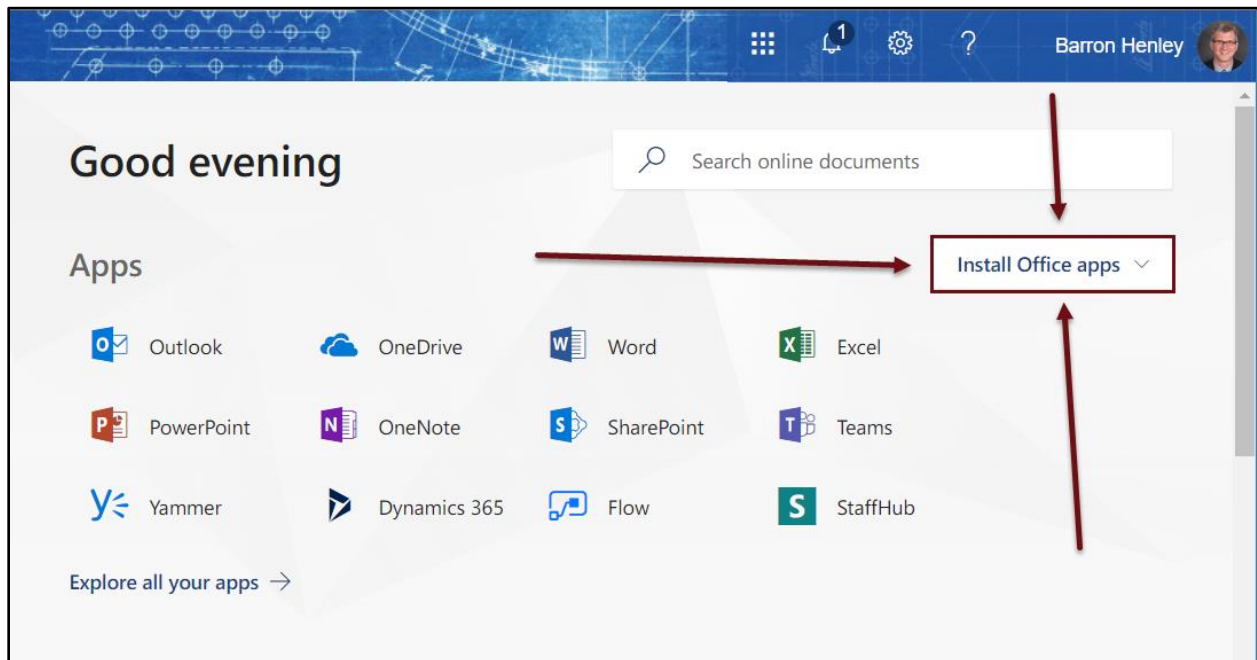 1
?
Barron Henley
Good evening
Search online documents
Apps
Install Office apps
Outlook
OneDrive
Word
Excel
PowerPoint
OneNote
SharePoint
Teams
Yammer
Dynamics 365
Flow
StaffHub
Explore all your apps →